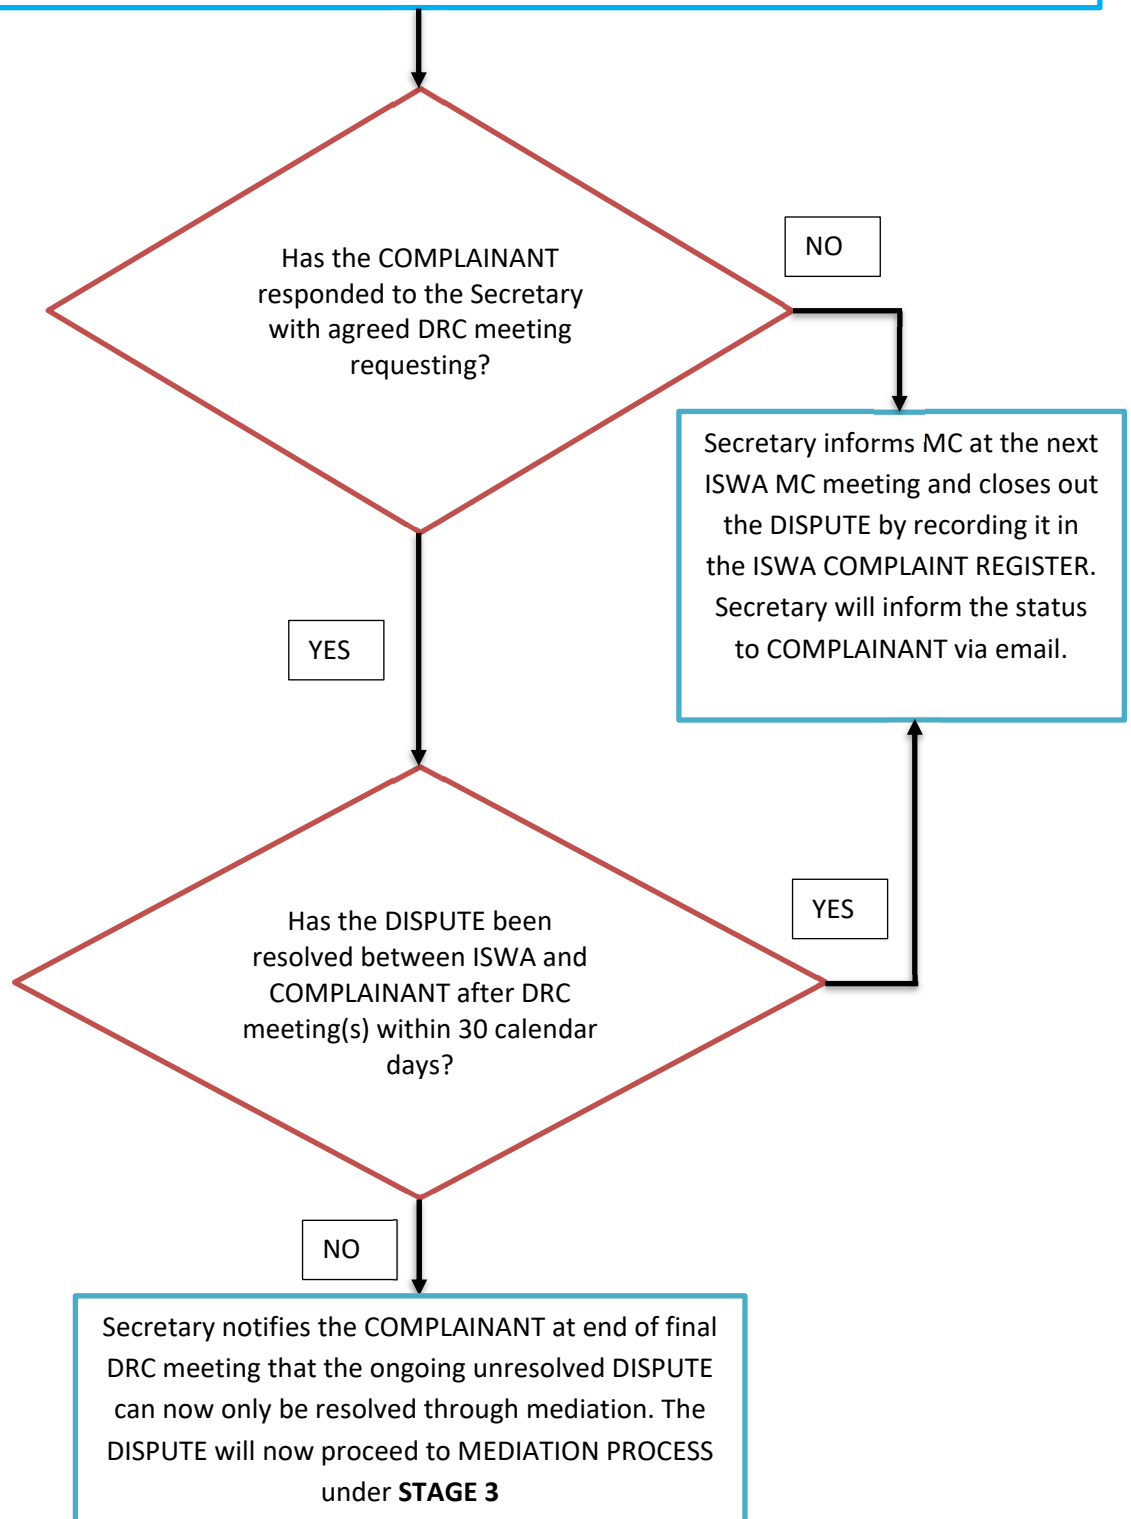 Has the COMPLAINANT
responded to the Secretary
with agreed DRC meeting
requesting?
NO
Secretary informs MC at the next
ISWA MC meeting and closes out
the DISPUTE by recording it in
the ISWA COMPLAINT REGISTER.
Secretary will inform the status
to COMPLAINANT via email.
YES
Has the DISPUTE been
resolved between ISWA and
COMPLAINANT after DRC
meeting(s) within 30 calendar
days?
YES
NO
Secretary notifies the COMPLAINANT at end of final
DRC meeting that the ongoing unresolved DISPUTE
can now only be resolved through mediation. The
DISPUTE will now proceed to MEDIATION PROCESS
under STAGE 3